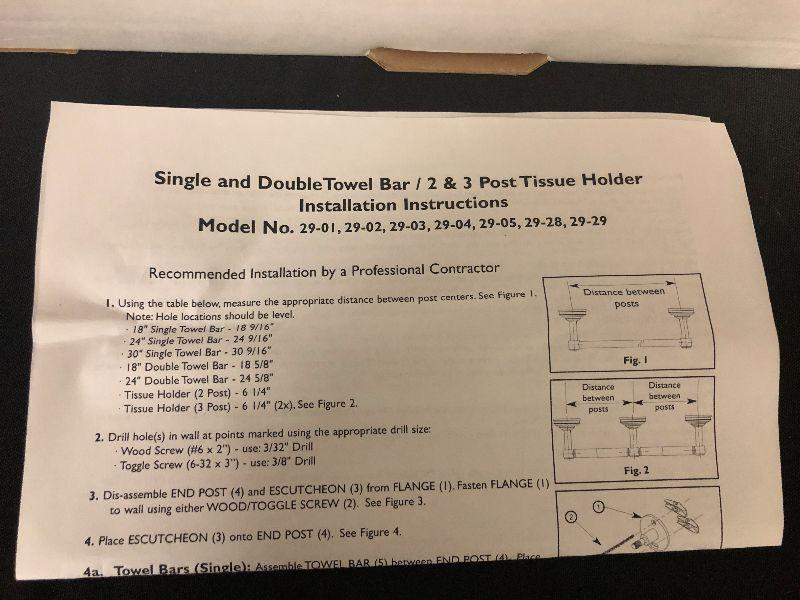 Single and DoubleTowel Bar / 2 & 3 Post Tissue Holder
Installation Instructions
Model No. 29-01, 29-02, 29-03, 29-04, 29-05, 29-28, 29-29
Recommended Installation by a Professional Contractor
1. Using the table below, measure the appropriate distance between post centers. See Figure 1.
Note: Hole locations should be level.
· 18" Single Towel Bar - 18 9/16"
· 24" Single Towel Bar - 24 9/16"
· 30" Single Towel Bar - 30 9/16"
· 18" Double Towel Bar - 18 5/8"
· 24" Double Towel Bar - 24 5/8"
· Tissue Holder (2 Post) - 6 1/4"
· Tissue Holder (3 Post) - 6 1/4" (2x). See Figure 2.
2. Drill hole(s) in wall at points marked using the appropriate drill size:
· Wood Screw (#6 x 2") - use: 3/32" Drill
· Toggle Screw (6-32 x 3") - use: 3/8" Drill
3. Dis-assemble END POST (4) and ESCUTCHEON (3) from FLANGE (1). Fasten FLANGE (1)
to wall using either WOOD/TOGGLE SCREW (2). See Figure 3.
4. Place ESCUTCHEON (3) onto END POST (4). See Figure 4.
4a. Towel Bars (Single): Assemble TOWEL BAR (5) between END POST (4). Place
Distance between
posts
Fig. 1
Distance
between
posts
Distance
between
posts
Fig. 2
1
2